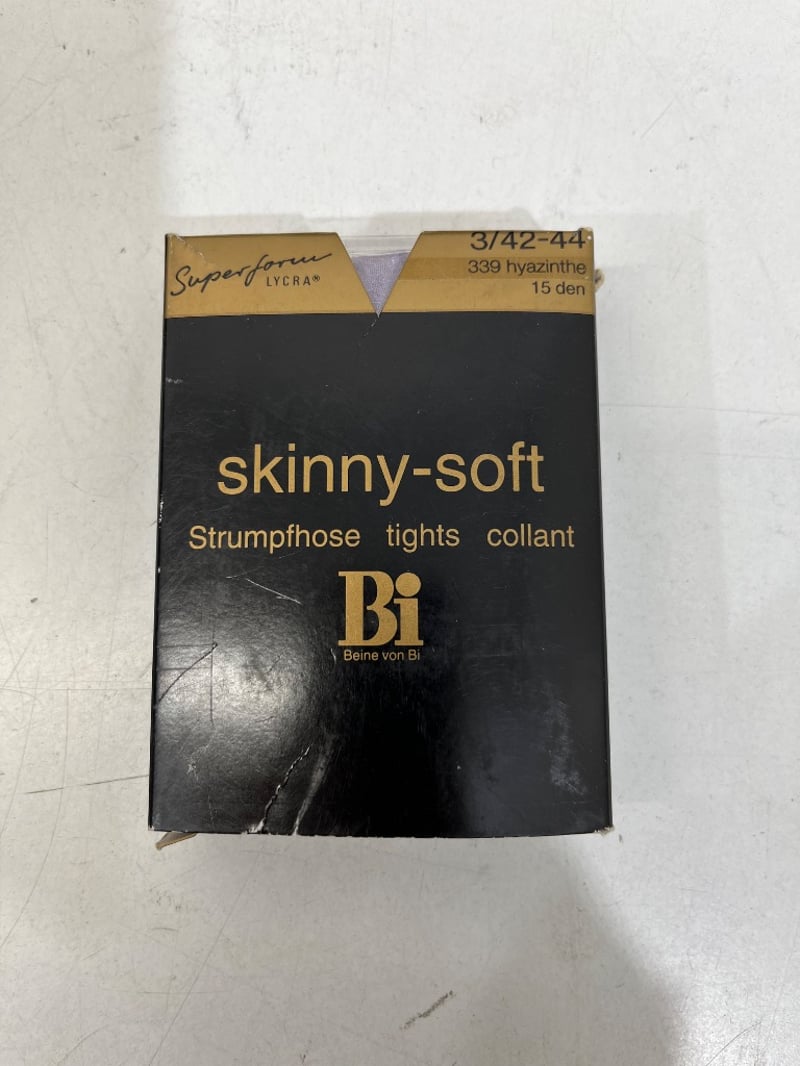 Superform
LYCRA®
3/42-44
339 hyazinthe
15 den
skinny-soft
Strumpfhose tights collant
Bi
Beine von Bi